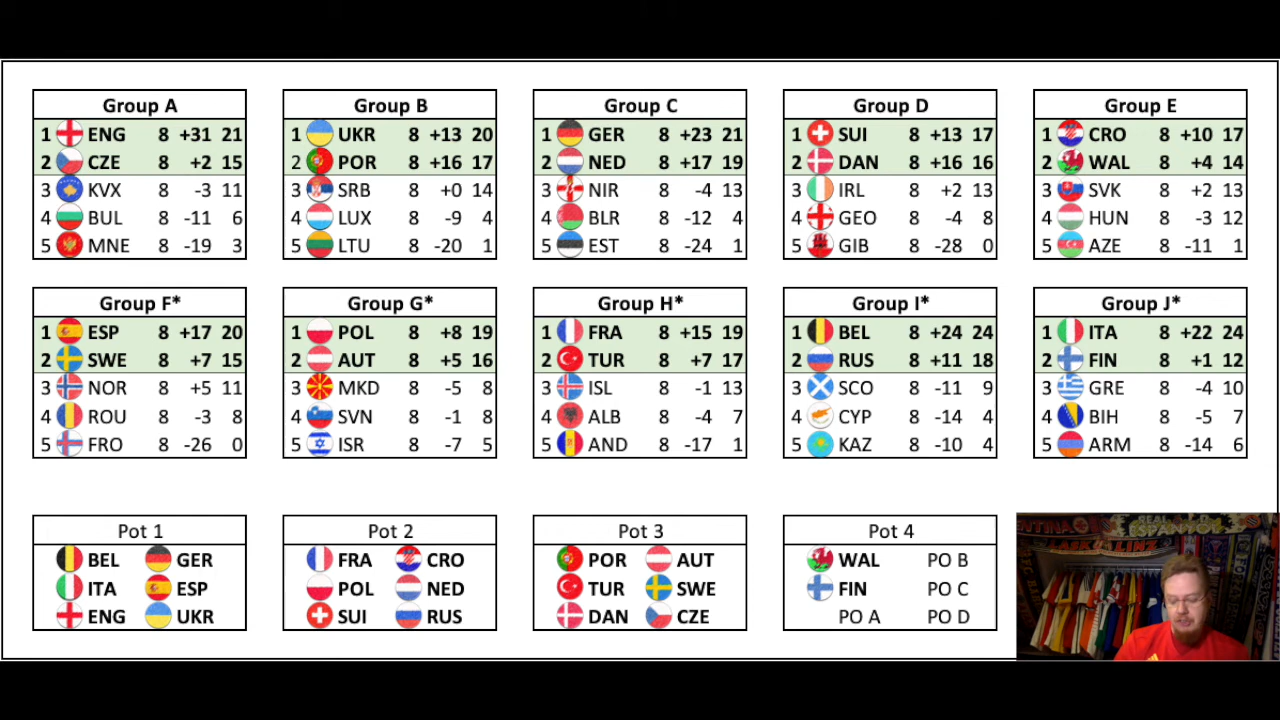 Group A
1 ENG 8 +31 21
2 CZE 8 +2 15
3 KVX 8 -3 11
4 BUL 8 -11 6
5 MNE 8 -19 3
Group B
1 UKR 8 +13 20
2 POR 8 +16 17
3 SRB 8 +0 14
4 LUX 8 -9 4
5 LTU 8 -20 1
Group C
1 GER 8 +23 21
2 NED 8 +17 19
3 NIR 8 -4 13
4 BLR 8 -12 4
5 EST 8 -24 1
Group D
1 SUI 8 +13 17
2 DAN 8 +16 16
3 IRL 8 +2 13
4 GEO 8 -4 8
5 GIB 8 -28 0
Group E
1 CRO 8 +10 17
2 WAL 8 +4 14
3 SVK 8 +2 13
4 HUN 8 -3 12
5 AZE 8 -11 1
Group F*
1 ESP 8 +17 20
2 SWE 8 +7 15
3 NOR 8 +5 11
4 ROU 8 -3 8
5 FRO 8 -26 0
Group G*
1 POL 8 +8 19
2 AUT 8 +5 16
3 MKD 8 -5 8
4 SVN 8 -1 8
5 ISR 8 -7 5
Group H*
1 FRA 8 +15 19
2 TUR 8 +7 17
3 ISL 8 -1 13
4 ALB 8 -4 7
5 AND 8 -17 1
Group I*
1 BEL 8 +24 24
2 RUS 8 +11 18
3 SCO 8 -11 9
4 CYP 8 -14 4
5 KAZ 8 -10 4
Group J*
1 ITA 8 +22 24
2 FIN 8 +1 12
3 GRE 8 -4 10
4 BIH 8 -5 7
5 ARM 8 -14 6
Pot 1
BEL GER
ITA ESP
ENG UKR
Pot 2
FRA CRO
POL NED
SUI RUS
Pot 3
POR AUT
TUR SWE
DAN CZE
Pot 4
WAL PO B
FIN PO C
PO A PO D
REAL
ESPANYOL